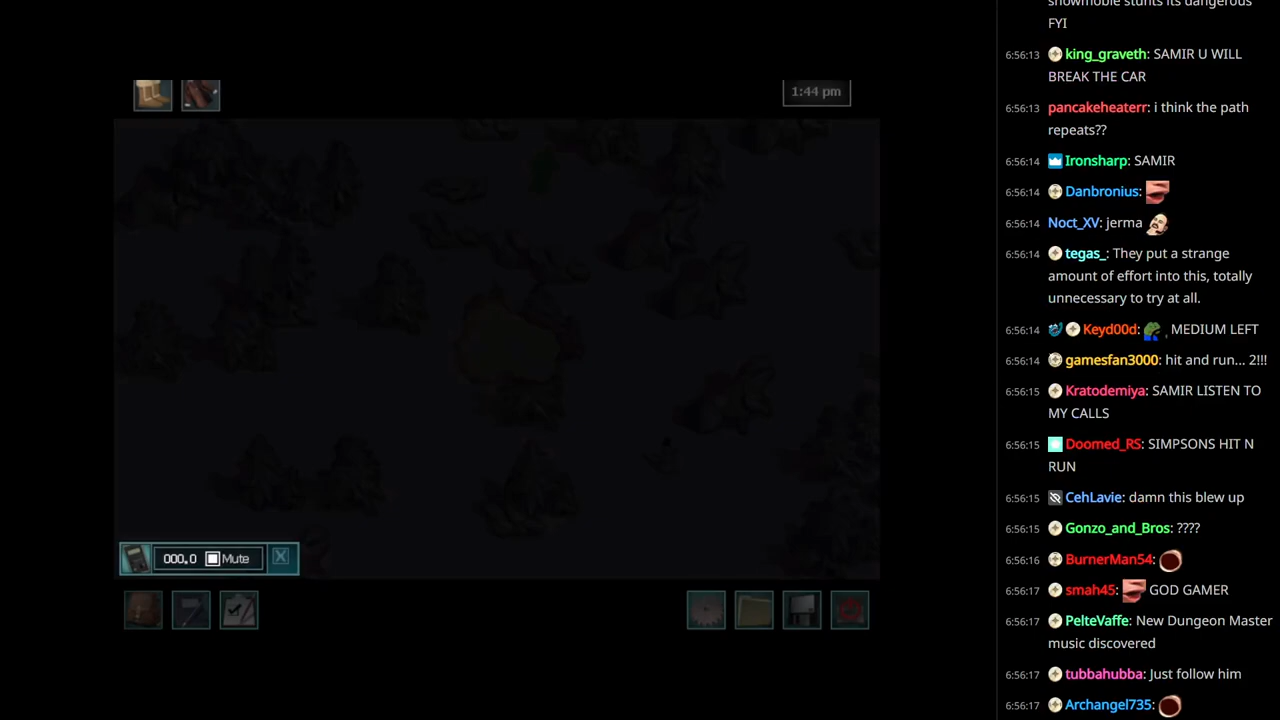 1:44 pm
000,0 Mute X
snowmobile stunts its dangerous
FYI
6:56:13 king_graveth: SAMIR U WILL
BREAK THE CAR
6:56:13 pancakeheaterr: i think the path
repeats??
6:56:14 Ironsharp: SAMIR
6:56:14 Danbronius:
6:56:14 Noct_XV: jerma
6:56:14 tegas_: They put a strange
amount of effort into this, totally
unnecessary to try at all.
6:56:14 Keyd00d: , MEDIUM LEFT
6:56:14 gamesfan3000: hit and run... 2!!!
6:56:15 Kratodemiya: SAMIR LISTEN TO
MY CALLS
6:56:15 Doomed_RS: SIMPSONS HIT N
RUN
6:56:15 CehLavie: damn this blew up
6:56:15 Gonzo_and_Bros: ????
6:56:16 BurnerMan54:
6:56:17 smah45: GOD GAMER
6:56:17 PelteVaffe: New Dungeon Master
music discovered
6:56:17 tubbahubba: Just follow him
6:56:17 Archangel735: